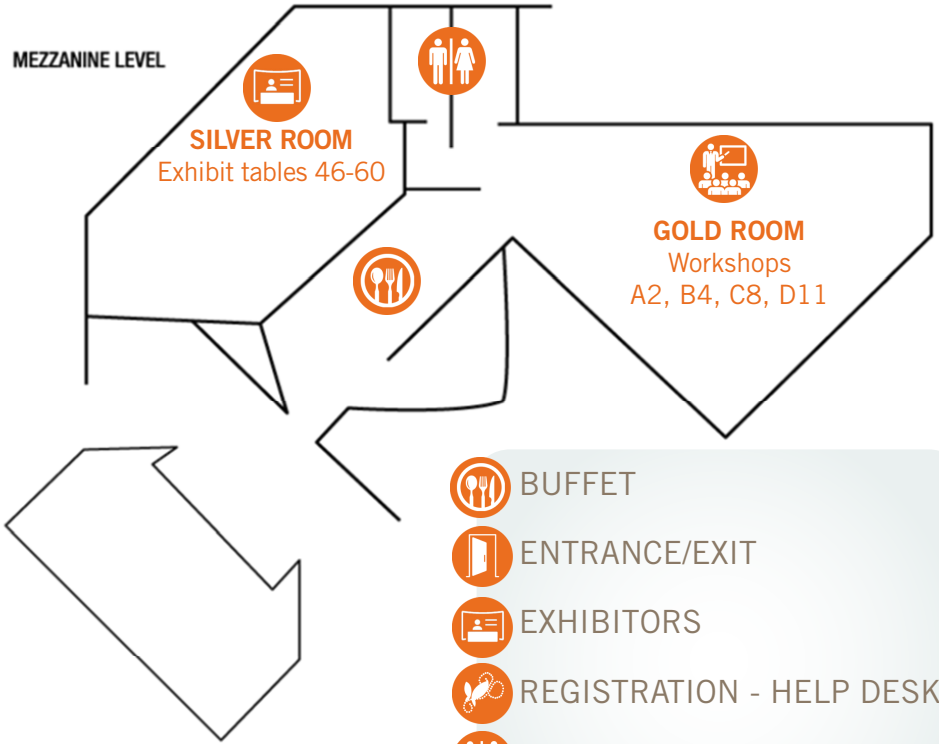 MEZZANINE LEVEL
SILVER ROOM
Exhibit tables 46-60
GOLD ROOM
Workshops
A2, B4, C8, D11
BUFFET
ENTRANCE/EXIT
EXHIBITORS
REGISTRATION - HELP DESK